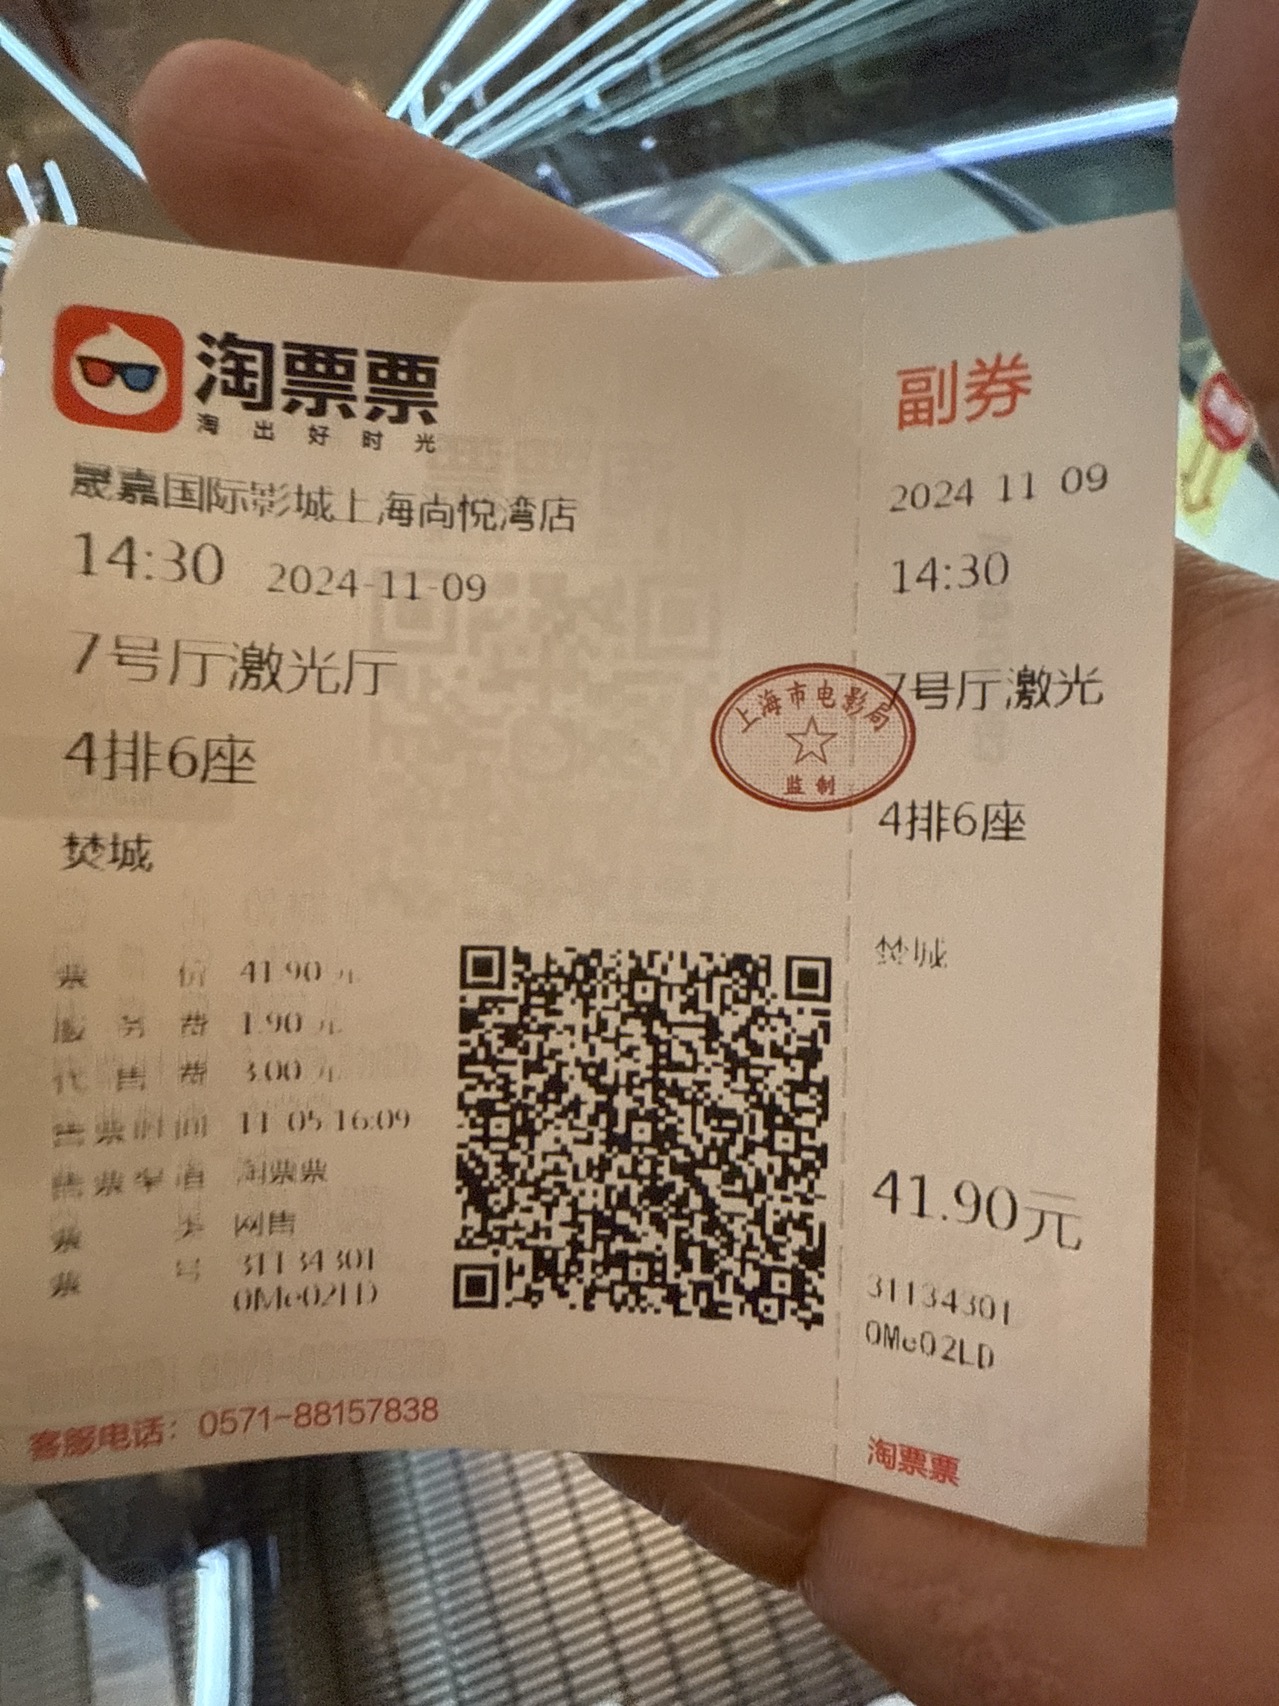 淘票票
淘出好时光
晟嘉国际影城上海尚悦湾店
14:30 2024-11-09
7号厅激光厅
4排6座
焚城
票 价 41.90元
服 务 费 1.90元
代 售 费 3.00元
售票时间 11-05 16:09
售票渠道 淘票票
票 类 网售
票 号 31134301
0Me02LD
客服电话：0571-88157838
上海市电影局
监制
副券
2024 11 09
14:30
7号厅激光
4排6座
焚城
41.90元
31134301
0Me02LD
淘票票